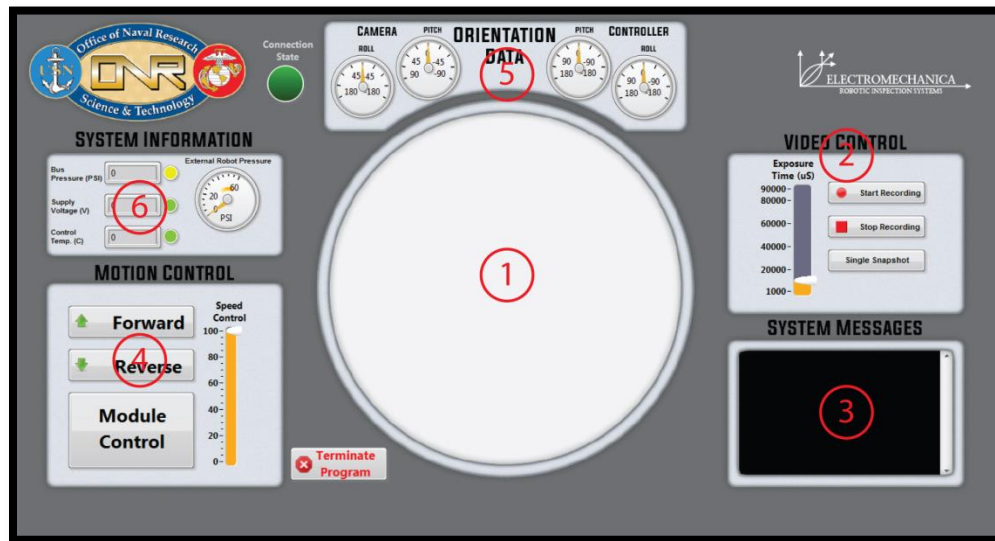 Office of Naval Research
ONR
Science & Technology
Connection
State
CAMERA
PITCH
ORIENTATION
DATA
PITCH
CONTROLLER
ROLL
ROLL
45 45
180 -180
45 -45
90 -90
90 -90
180 -180
90 -90
180 -180
5
ELECTROMECHANICA
ROBOTIC INSPECTION SYSTEMS
SYSTEM INFORMATION
Bus
Pressure (PSI)
0
Supply
Voltage (V)
Control
Temp. (C)
0
6
External Robot Pressure
0
20
60
PSI
MOTION CONTROL
Forward
Reverse
4
Module
Control
Speed
Control
100
80
60
40
20
0
Terminate
Program
1
VIDEO CONTROL
2
Exposure
Time (uS)
90000
80000
60000
40000
20000
1000
Start Recording
Stop Recording
Single Snapshot
SYSTEM MESSAGES
3